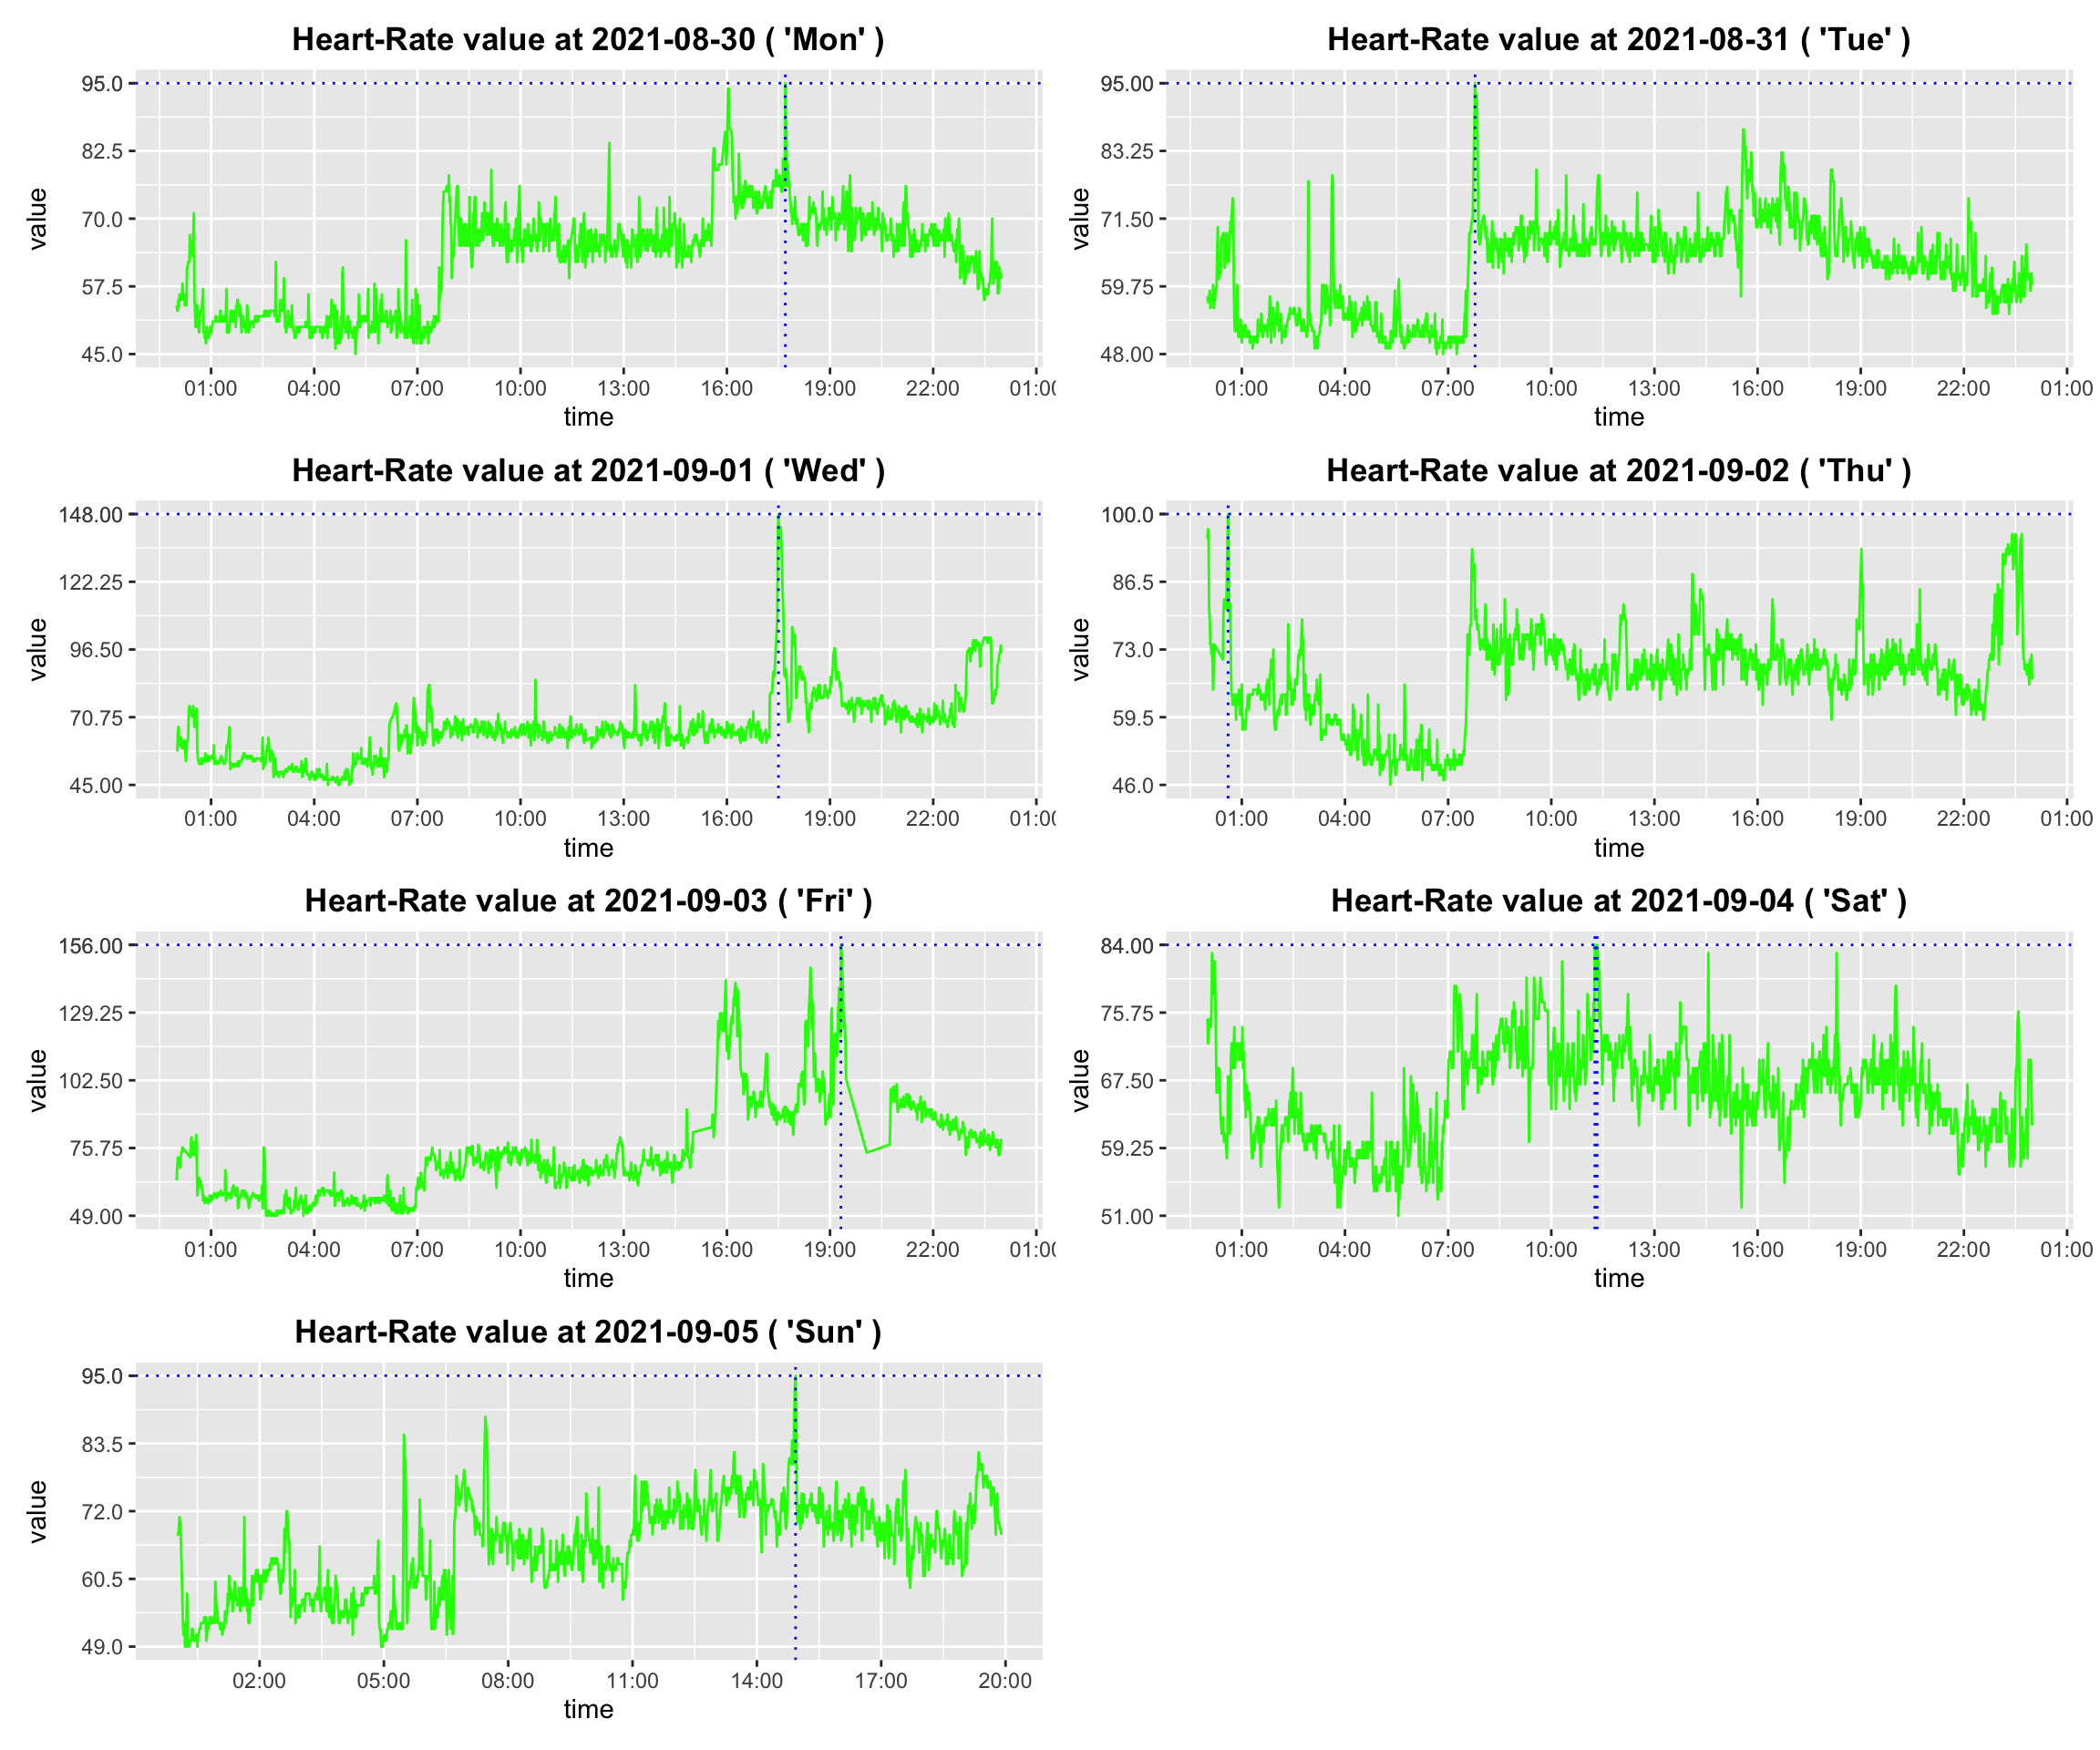 Heart-Rate value at 2021-08-30 ( 'Mon' )
95.0
82.5
70.0
57.5
45.0
value
01:00 04:00 07:00 10:00 13:00 16:00 19:00 22:00 01:0
time
Heart-Rate value at 2021-08-31 ( 'Tue' )
95.00
83.25
71.50
59.75
48.00
value
01:00 04:00 07:00 10:00 13:00 16:00 19:00 22:00 01:00
time
Heart-Rate value at 2021-09-01 ( 'Wed' )
148.00
122.25
96.50
70.75
45.00
value
01:00 04:00 07:00 10:00 13:00 16:00 19:00 22:00 01:0
time
Heart-Rate value at 2021-09-02 ( 'Thu' )
100.0
86.5
73.0
59.5
46.0
value
01:00 04:00 07:00 10:00 13:00 16:00 19:00 22:00 01:00
time
Heart-Rate value at 2021-09-03 ( 'Fri' )
156.00
129.25
102.50
75.75
49.00
value
01:00 04:00 07:00 10:00 13:00 16:00 19:00 22:00 01:0
time
Heart-Rate value at 2021-09-04 ( 'Sat' )
84.00
75.75
67.50
59.25
51.00
value
01:00 04:00 07:00 10:00 13:00 16:00 19:00 22:00 01:00
time
Heart-Rate value at 2021-09-05 ( 'Sun' )
95.0
83.5
72.0
60.5
49.0
value
02:00 05:00 08:00 11:00 14:00 17:00 20:00
time